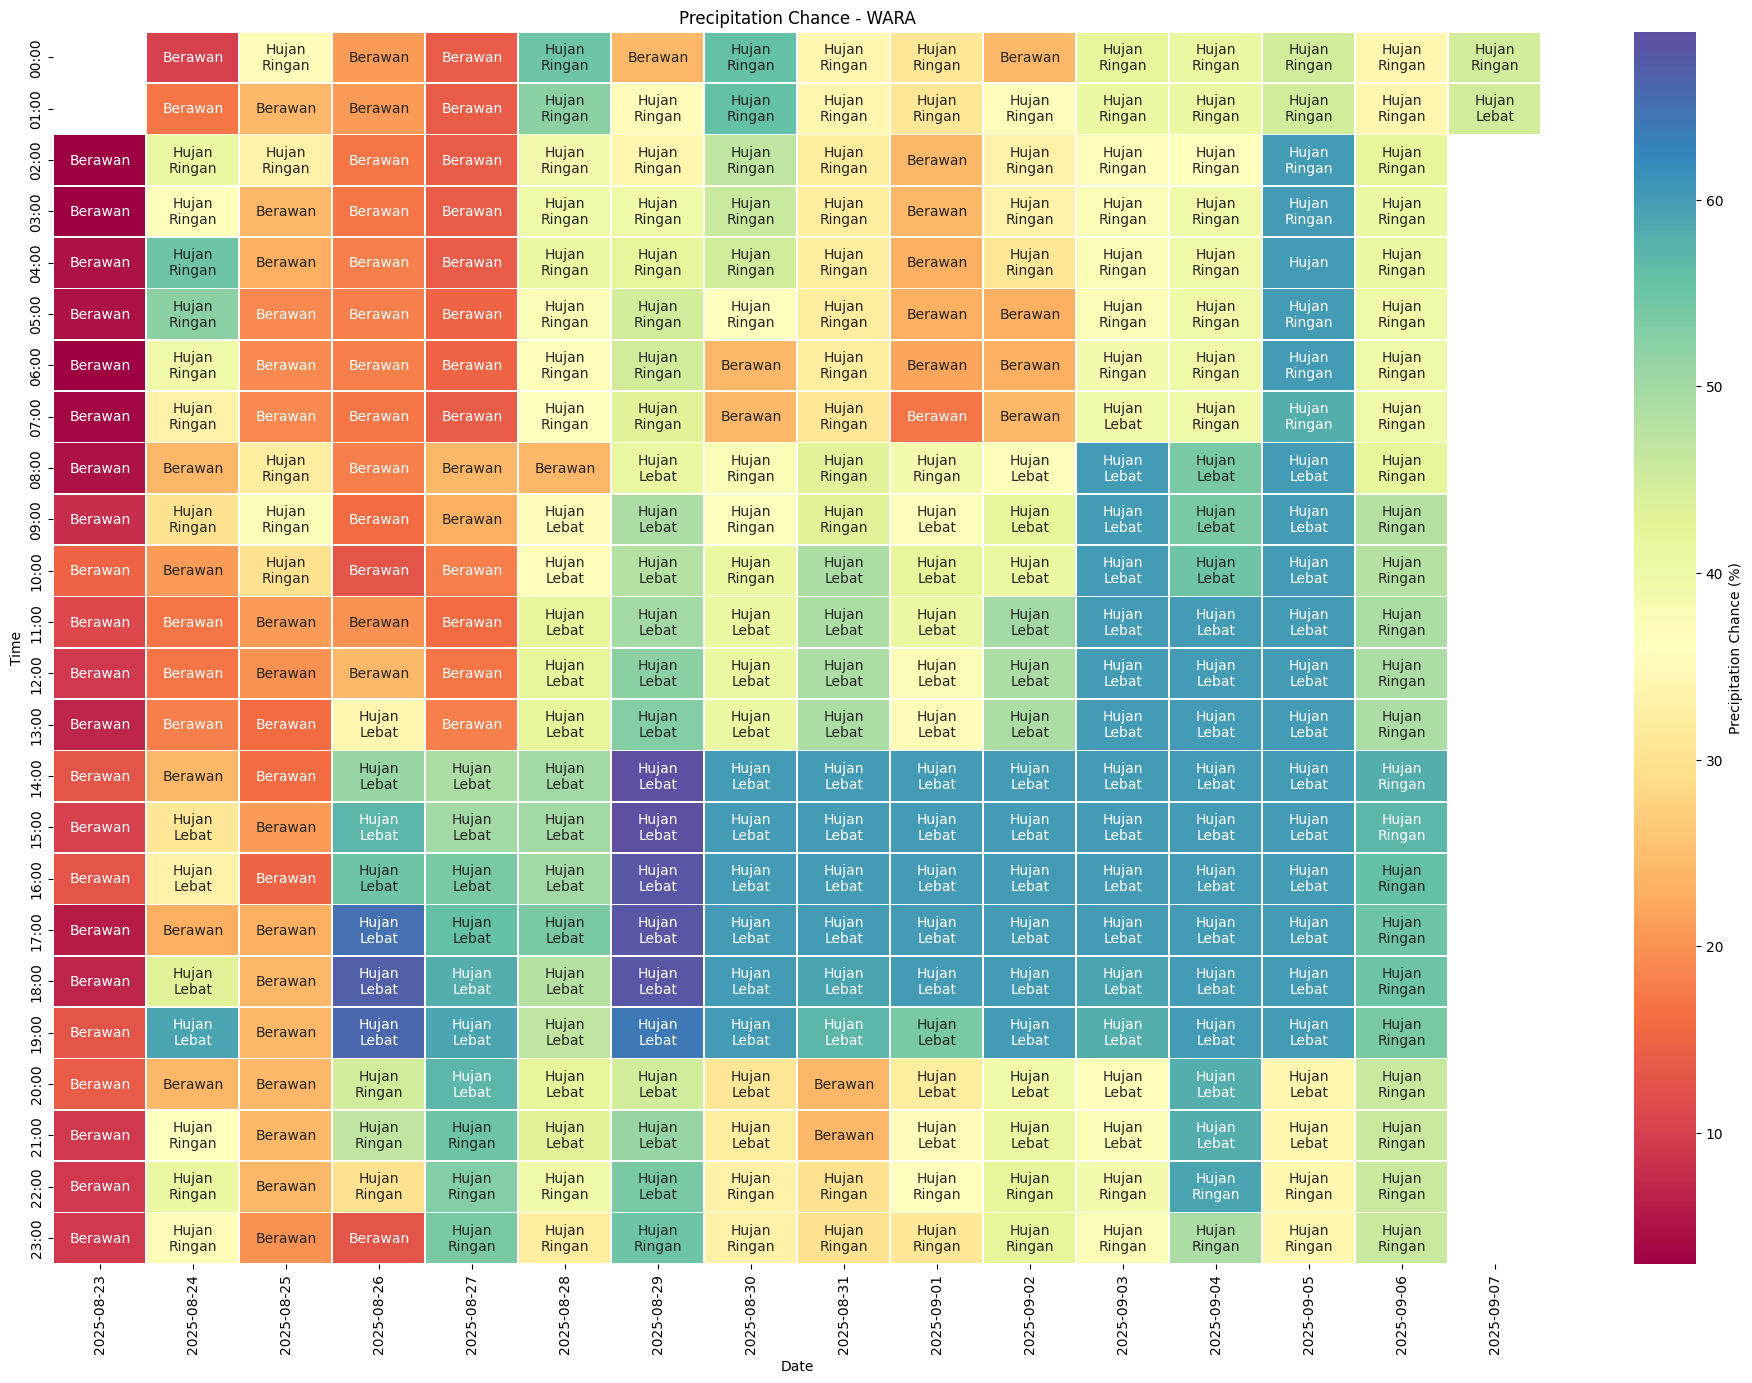 Precipitation Chance - WARA
00:00 Berawan Hujan Ringan Berawan Berawan Hujan Ringan Berawan Hujan Ringan Hujan Ringan Hujan Ringan Berawan Hujan Ringan Hujan Ringan Hujan Ringan Hujan Ringan Hujan Ringan
01:00 Berawan Berawan Berawan Berawan Hujan Ringan Hujan Ringan Hujan Ringan Hujan Ringan Hujan Ringan Hujan Ringan Hujan Ringan Hujan Ringan Hujan Ringan Hujan Ringan Hujan Lebat
02:00 Berawan Hujan Ringan Hujan Ringan Berawan Berawan Hujan Ringan Hujan Ringan Hujan Ringan Hujan Ringan Berawan Hujan Ringan Hujan Ringan Hujan Ringan Hujan Ringan Hujan Ringan
03:00 Berawan Hujan Ringan Berawan Berawan Berawan Hujan Ringan Hujan Ringan Hujan Ringan Hujan Ringan Berawan Hujan Ringan Hujan Ringan Hujan Ringan Hujan Ringan Hujan Ringan
04:00 Berawan Hujan Ringan Berawan Berawan Berawan Hujan Ringan Hujan Ringan Hujan Ringan Hujan Ringan Berawan Hujan Ringan Hujan Ringan Hujan Ringan Hujan Hujan Ringan
05:00 Berawan Hujan Ringan Berawan Berawan Berawan Hujan Ringan Hujan Ringan Hujan Ringan Hujan Ringan Berawan Berawan Hujan Ringan Hujan Ringan Hujan Ringan Hujan Ringan
06:00 Berawan Hujan Ringan Berawan Berawan Berawan Hujan Ringan Hujan Ringan Berawan Hujan Ringan Berawan Berawan Hujan Ringan Hujan Ringan Hujan Ringan Hujan Ringan
07:00 Berawan Hujan Ringan Berawan Berawan Berawan Hujan Ringan Hujan Ringan Berawan Hujan Ringan Berawan Berawan Hujan Lebat Hujan Ringan Hujan Ringan Hujan Ringan
08:00 Berawan Berawan Hujan Ringan Berawan Berawan Berawan Hujan Lebat Hujan Ringan Hujan Ringan Hujan Ringan Hujan Lebat Hujan Lebat Hujan Lebat Hujan Lebat Hujan Ringan
09:00 Berawan Hujan Ringan Hujan Ringan Berawan Berawan Hujan Lebat Hujan Lebat Hujan Ringan Hujan Ringan Hujan Lebat Hujan Lebat Hujan Lebat Hujan Lebat Hujan Lebat Hujan Ringan
10:00 Berawan Berawan Hujan Ringan Berawan Berawan Hujan Lebat Hujan Lebat Hujan Ringan Hujan Lebat Hujan Lebat Hujan Lebat Hujan Lebat Hujan Lebat Hujan Lebat Hujan Ringan
11:00 Berawan Berawan Berawan Berawan Berawan Hujan Lebat Hujan Lebat Hujan Lebat Hujan Lebat Hujan Lebat Hujan Lebat Hujan Lebat Hujan Lebat Hujan Lebat Hujan Ringan
12:00 Berawan Berawan Berawan Berawan Berawan Hujan Lebat Hujan Lebat Hujan Lebat Hujan Lebat Hujan Lebat Hujan Lebat Hujan Lebat Hujan Lebat Hujan Lebat Hujan Ringan
13:00 Berawan Berawan Berawan Hujan Lebat Berawan Hujan Lebat Hujan Lebat Hujan Lebat Hujan Lebat Hujan Lebat Hujan Lebat Hujan Lebat Hujan Lebat Hujan Lebat Hujan Ringan
14:00 Berawan Berawan Berawan Hujan Lebat Hujan Lebat Hujan Lebat Hujan Lebat Hujan Lebat Hujan Lebat Hujan Lebat Hujan Lebat Hujan Lebat Hujan Lebat Hujan Lebat Hujan Ringan
15:00 Berawan Hujan Lebat Berawan Hujan Lebat Hujan Lebat Hujan Lebat Hujan Lebat Hujan Lebat Hujan Lebat Hujan Lebat Hujan Lebat Hujan Lebat Hujan Lebat Hujan Lebat Hujan Ringan
16:00 Berawan Hujan Lebat Berawan Hujan Lebat Hujan Lebat Hujan Lebat Hujan Lebat Hujan Lebat Hujan Lebat Hujan Lebat Hujan Lebat Hujan Lebat Hujan Lebat Hujan Lebat Hujan Ringan
17:00 Berawan Berawan Berawan Hujan Lebat Hujan Lebat Hujan Lebat Hujan Lebat Hujan Lebat Hujan Lebat Hujan Lebat Hujan Lebat Hujan Lebat Hujan Lebat Hujan Lebat Hujan Ringan
18:00 Berawan Hujan Lebat Berawan Hujan Lebat Hujan Lebat Hujan Lebat Hujan Lebat Hujan Lebat Hujan Lebat Hujan Lebat Hujan Lebat Hujan Lebat Hujan Lebat Hujan Lebat Hujan Ringan
19:00 Berawan Hujan Lebat Berawan Hujan Lebat Hujan Lebat Hujan Lebat Hujan Lebat Hujan Lebat Hujan Lebat Hujan Lebat Hujan Lebat Hujan Lebat Hujan Lebat Hujan Lebat Hujan Ringan
20:00 Berawan Berawan Berawan Hujan Ringan Hujan Lebat Hujan Lebat Hujan Lebat Hujan Lebat Berawan Hujan Lebat Hujan Lebat Hujan Lebat Hujan Lebat Hujan Lebat Hujan Ringan
21:00 Berawan Hujan Ringan Berawan Hujan Ringan Hujan Ringan Hujan Lebat Hujan Lebat Hujan Lebat Berawan Hujan Lebat Hujan Lebat Hujan Lebat Hujan Lebat Hujan Lebat Hujan Ringan
22:00 Berawan Hujan Ringan Berawan Hujan Ringan Hujan Ringan Hujan Ringan Hujan Lebat Hujan Ringan Hujan Ringan Hujan Ringan Hujan Ringan Hujan Ringan Hujan Ringan Hujan Ringan Hujan Ringan
23:00 Berawan Hujan Ringan Berawan Berawan Hujan Ringan Hujan Ringan Hujan Ringan Hujan Ringan Hujan Ringan Hujan Ringan Hujan Ringan Hujan Ringan Hujan Ringan Hujan Ringan Hujan Ringan
Time
2025-08-23 2025-08-24 2025-08-25 2025-08-26 2025-08-27 2025-08-28 2025-08-29 2025-08-30 2025-08-31 2025-09-01 2025-09-02 2025-09-03 2025-09-04 2025-09-05 2025-09-06 2025-09-07
Date
60
50
40
30
20
10
Precipitation Chance (%)